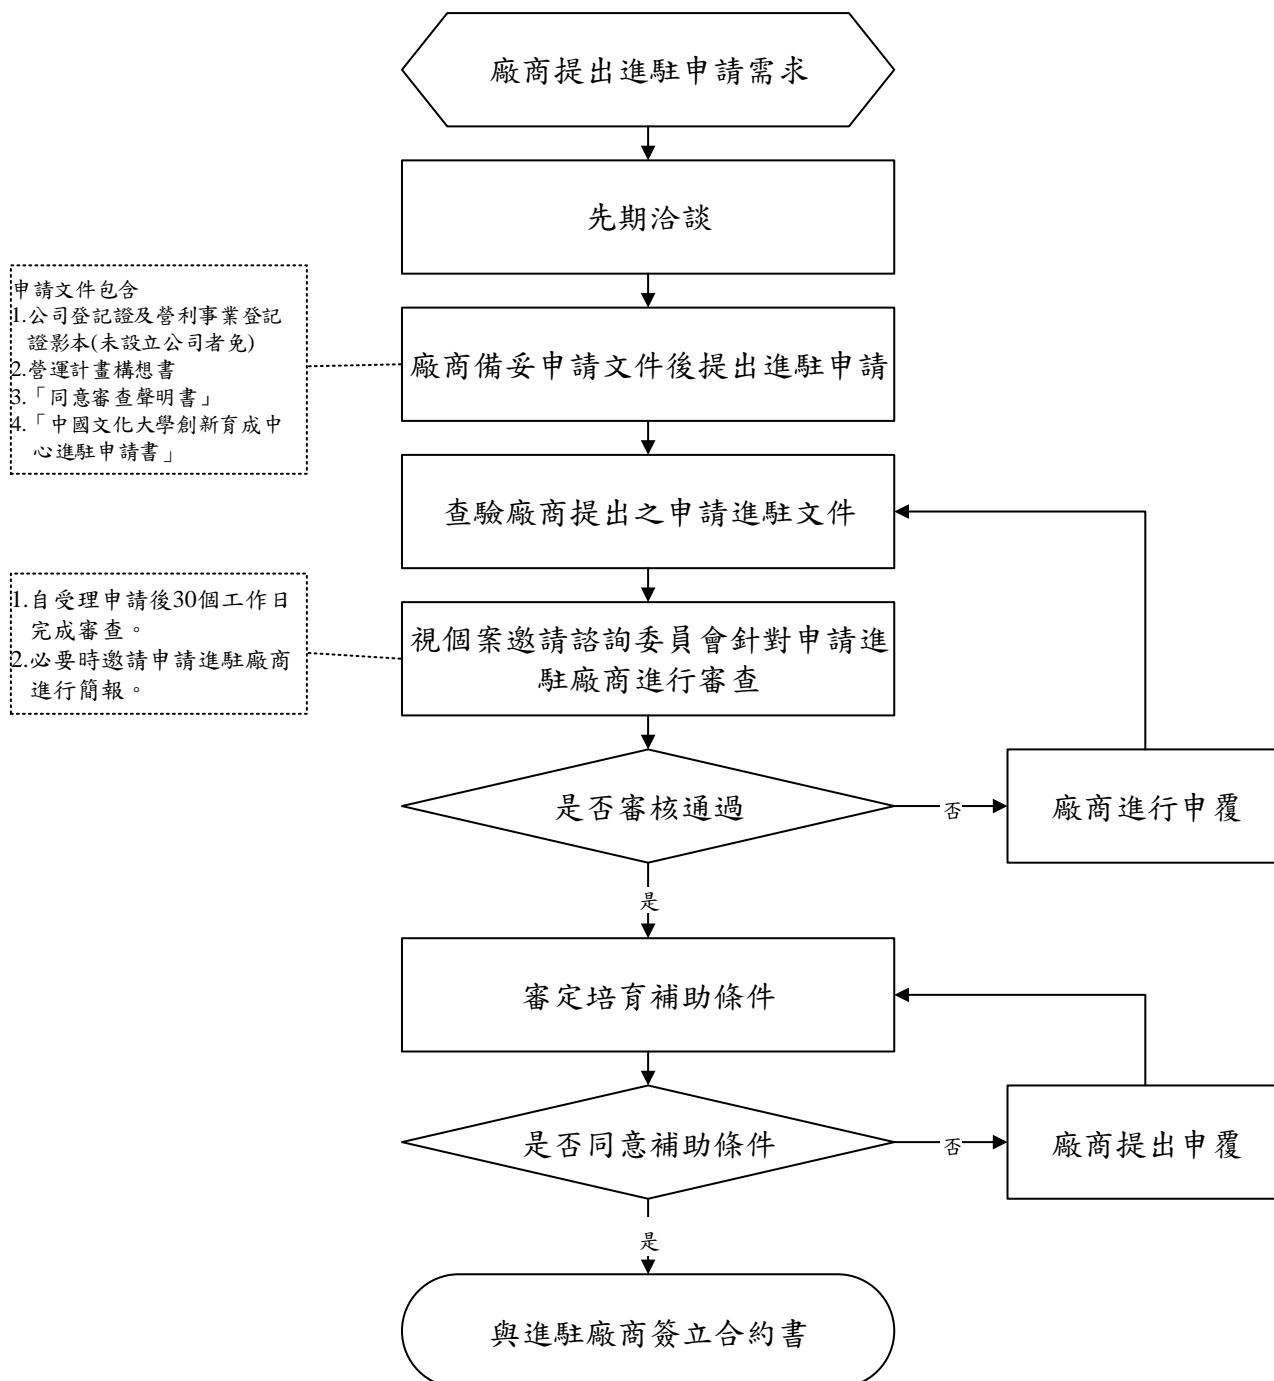 廠商提出進駐申請需求
先期洽談
申請文件包含
1.公司登記證及營利事業登記
證影本(未設立公司者免)
2.營運計畫構想書
3.「同意審查聲明書」
4.「中國文化大學創新育成中
心進駐申請書」
廠商備妥申請文件後提出進駐申請
查驗廠商提出之申請進駐文件
1.自受理申請後30個工作日
完成審查。
2.必要時邀請申請進駐廠商
進行簡報。
視個案邀請諮詢委員會針對申請進
駐廠商進行審查
是否審核通過
否
廠商進行申覆
是
審定培育補助條件
是否同意補助條件
否
廠商提出申覆
是
與進駐廠商簽立合約書